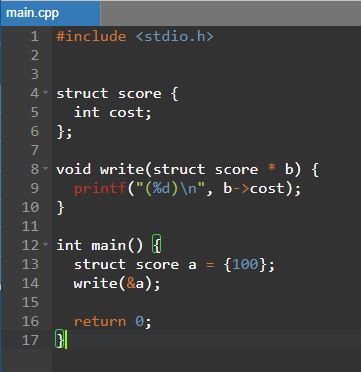 main.cpp
1 #include <stdio.h>
2
3
4 struct score {
5   int cost;
6 };
7
8 void write(struct score * b) {
9   printf("(%d)\n", b->cost);
10 }
11
12 int main() {
13   struct score a = {100};
14   write(&a);
15
16   return 0;
17 }